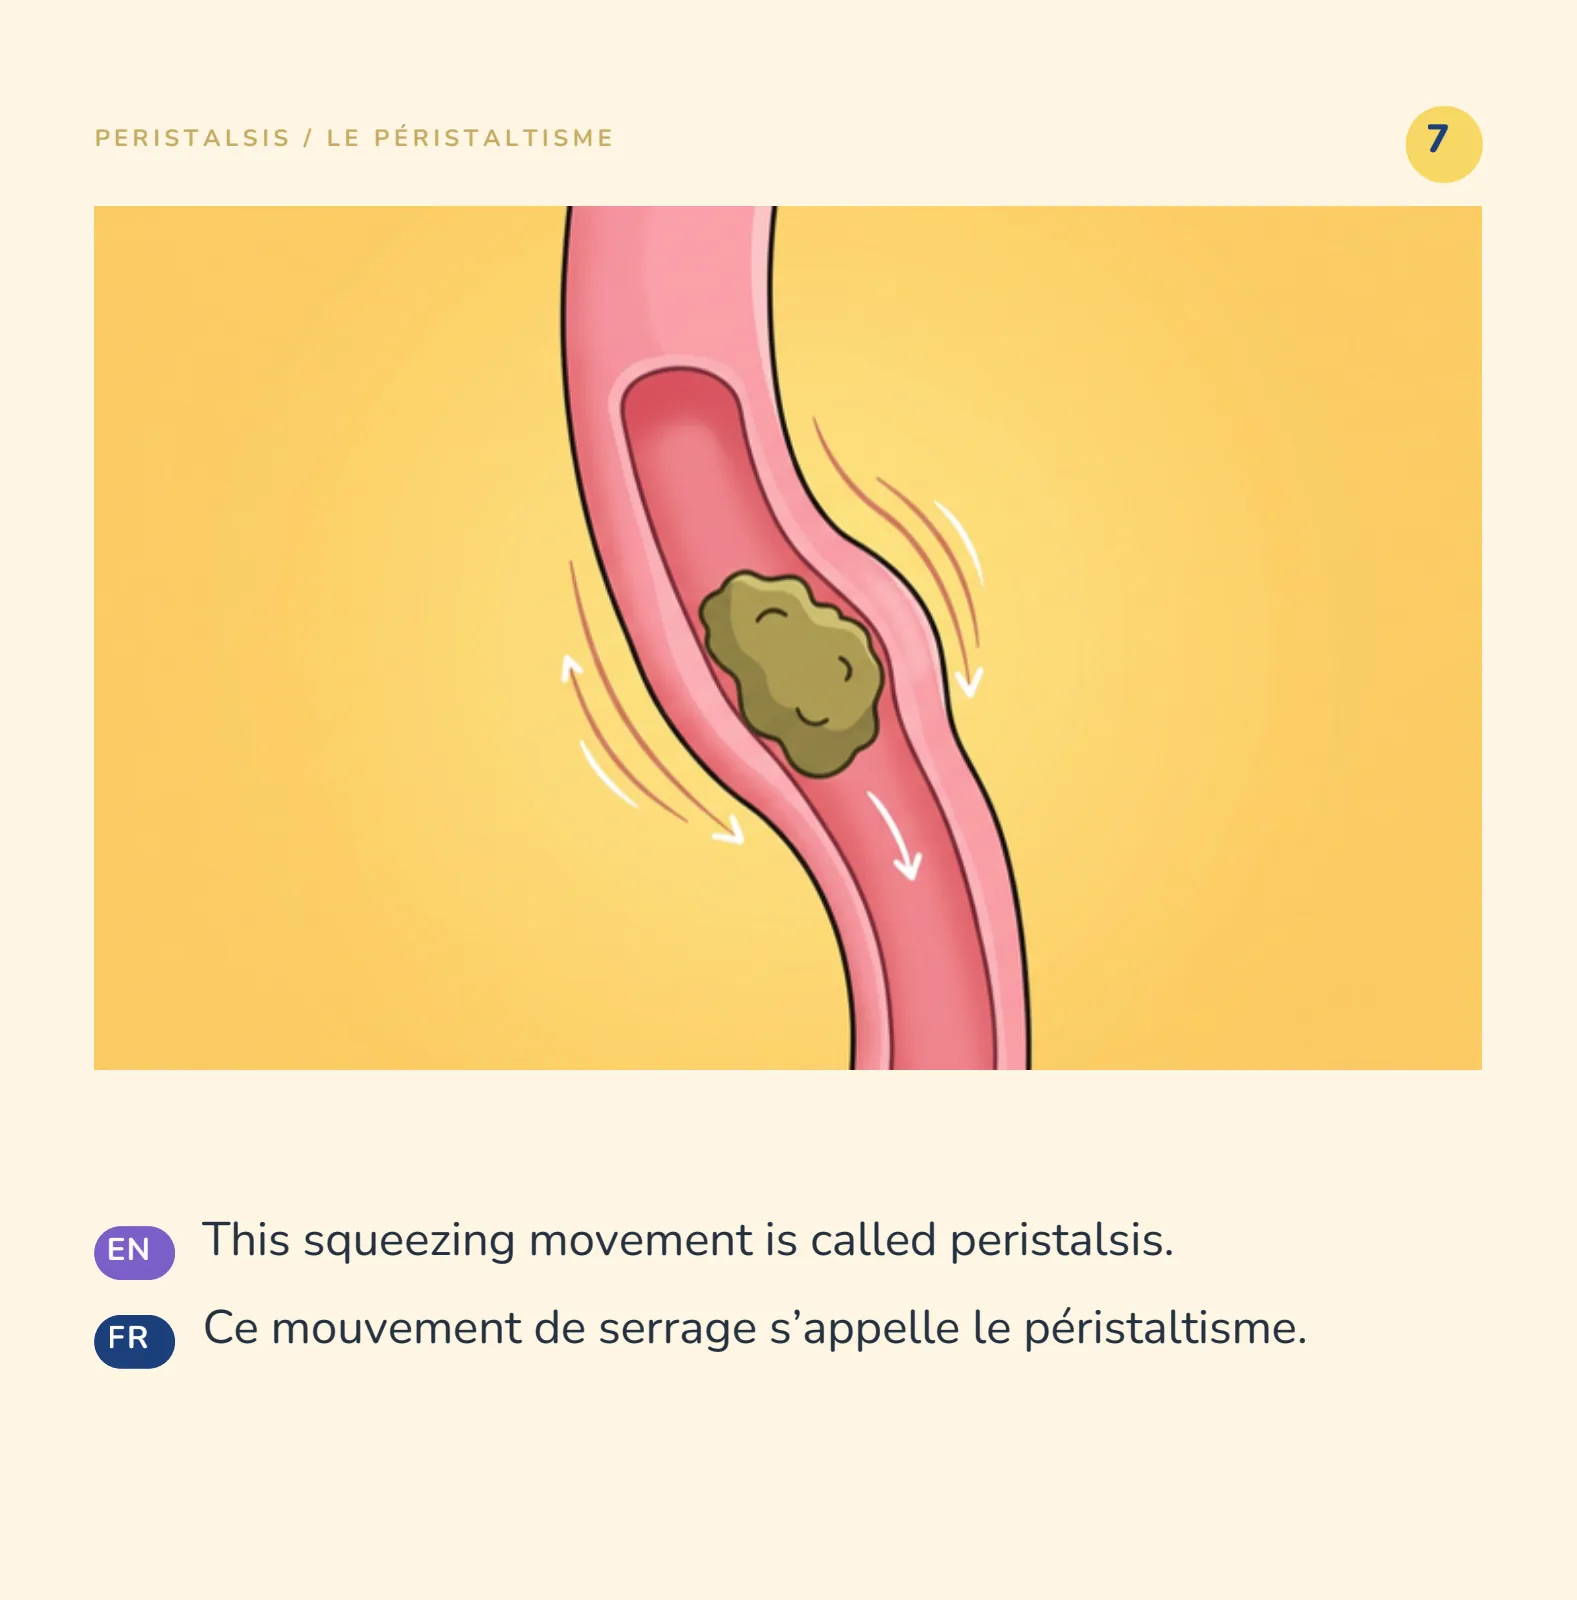 PERISTALSIS / LE PÉRISTALTISME
7
EN This squeezing movement is called peristalsis.
FR Ce mouvement de serrage s’appelle le péristaltisme.